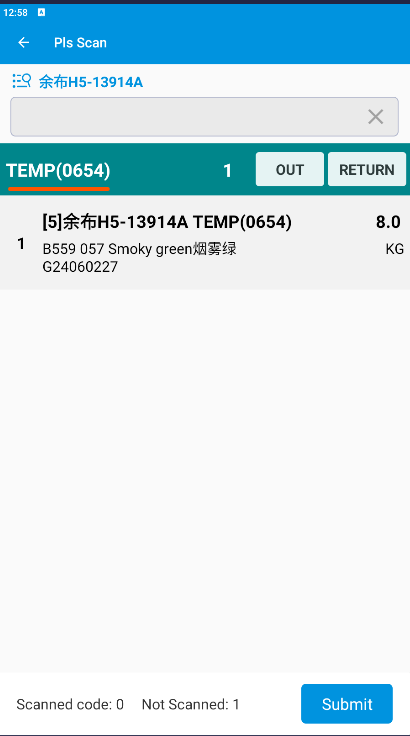 12:58
Pls Scan
余布H5-13914A
TEMP(0654) 1 OUT RETURN
[5]余布H5-13914A TEMP(0654) 8.0
1 B559 057 Smoky green烟雾绿 KG
G24060227
Scanned code: 0 Not Scanned: 1 Submit